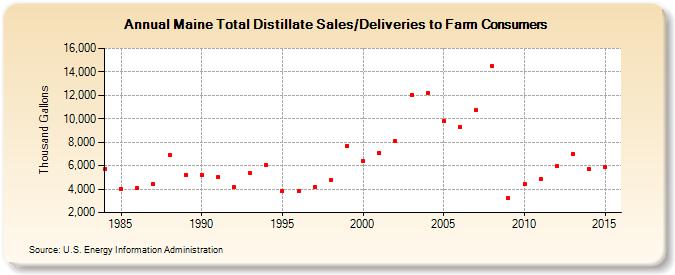 Annual Maine Total Distillate Sales/Deliveries to Farm Consumers
Thousand Gallons
16,000
14,000
12,000
10,000
8,000
6,000
4,000
2,000
1985 1990 1995 2000 2005 2010 2015
Source: U.S. Energy Information Administration